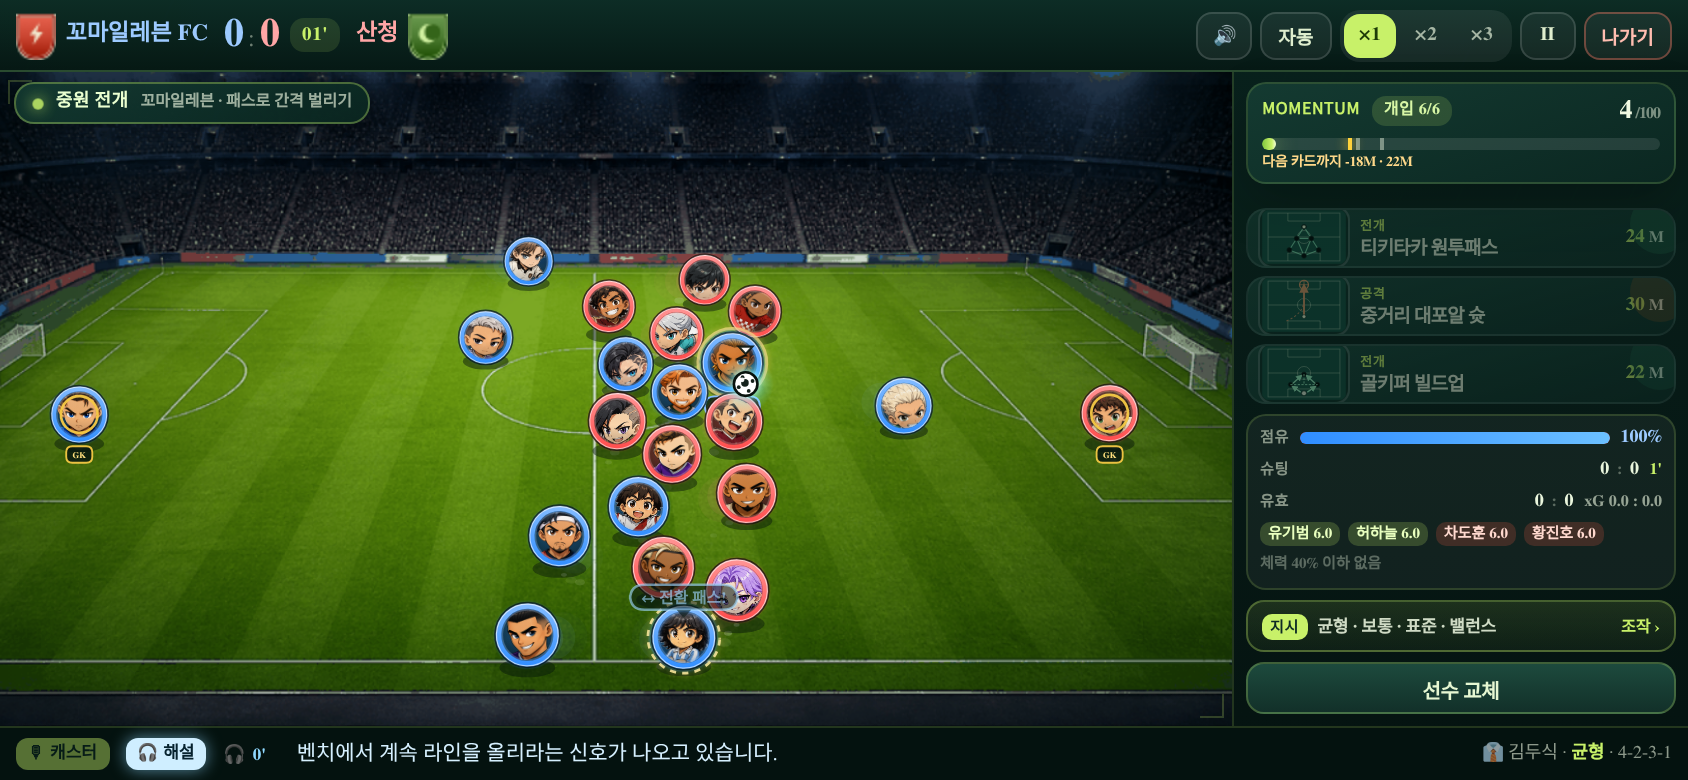 꼬마일레븐 FC 0 : 0 01' 산청
자동 ×1 ×2 ×3 II 나가기
중원 전개 꼬마일레븐 · 패스로 간격 벌리기
GK
GK
↔ 전활 패스!
MOMENTUM 개입 6/6 4 /100
다음 카드까지 -18M · 22M
전개
티키타카 원투패스 24 M
공격
중거리 대포알 슛 30 M
전개
골키퍼 빌드업 22 M
점유 100%
슈팅 0 : 0 1'
유효 0 : 0 xG 0.0 : 0.0
유기범 6.0 허하늘 6.0 차도훈 6.0 황진호 6.0
체력 40% 이하 없음
지시 균형 · 보통 · 표준 · 밸런스 조작 ›
선수 교체
캐스터 해설 0' 벤치에서 계속 라인을 올리라는 신호가 나오고 있습니다.
김두식 · 균형 · 4-2-3-1